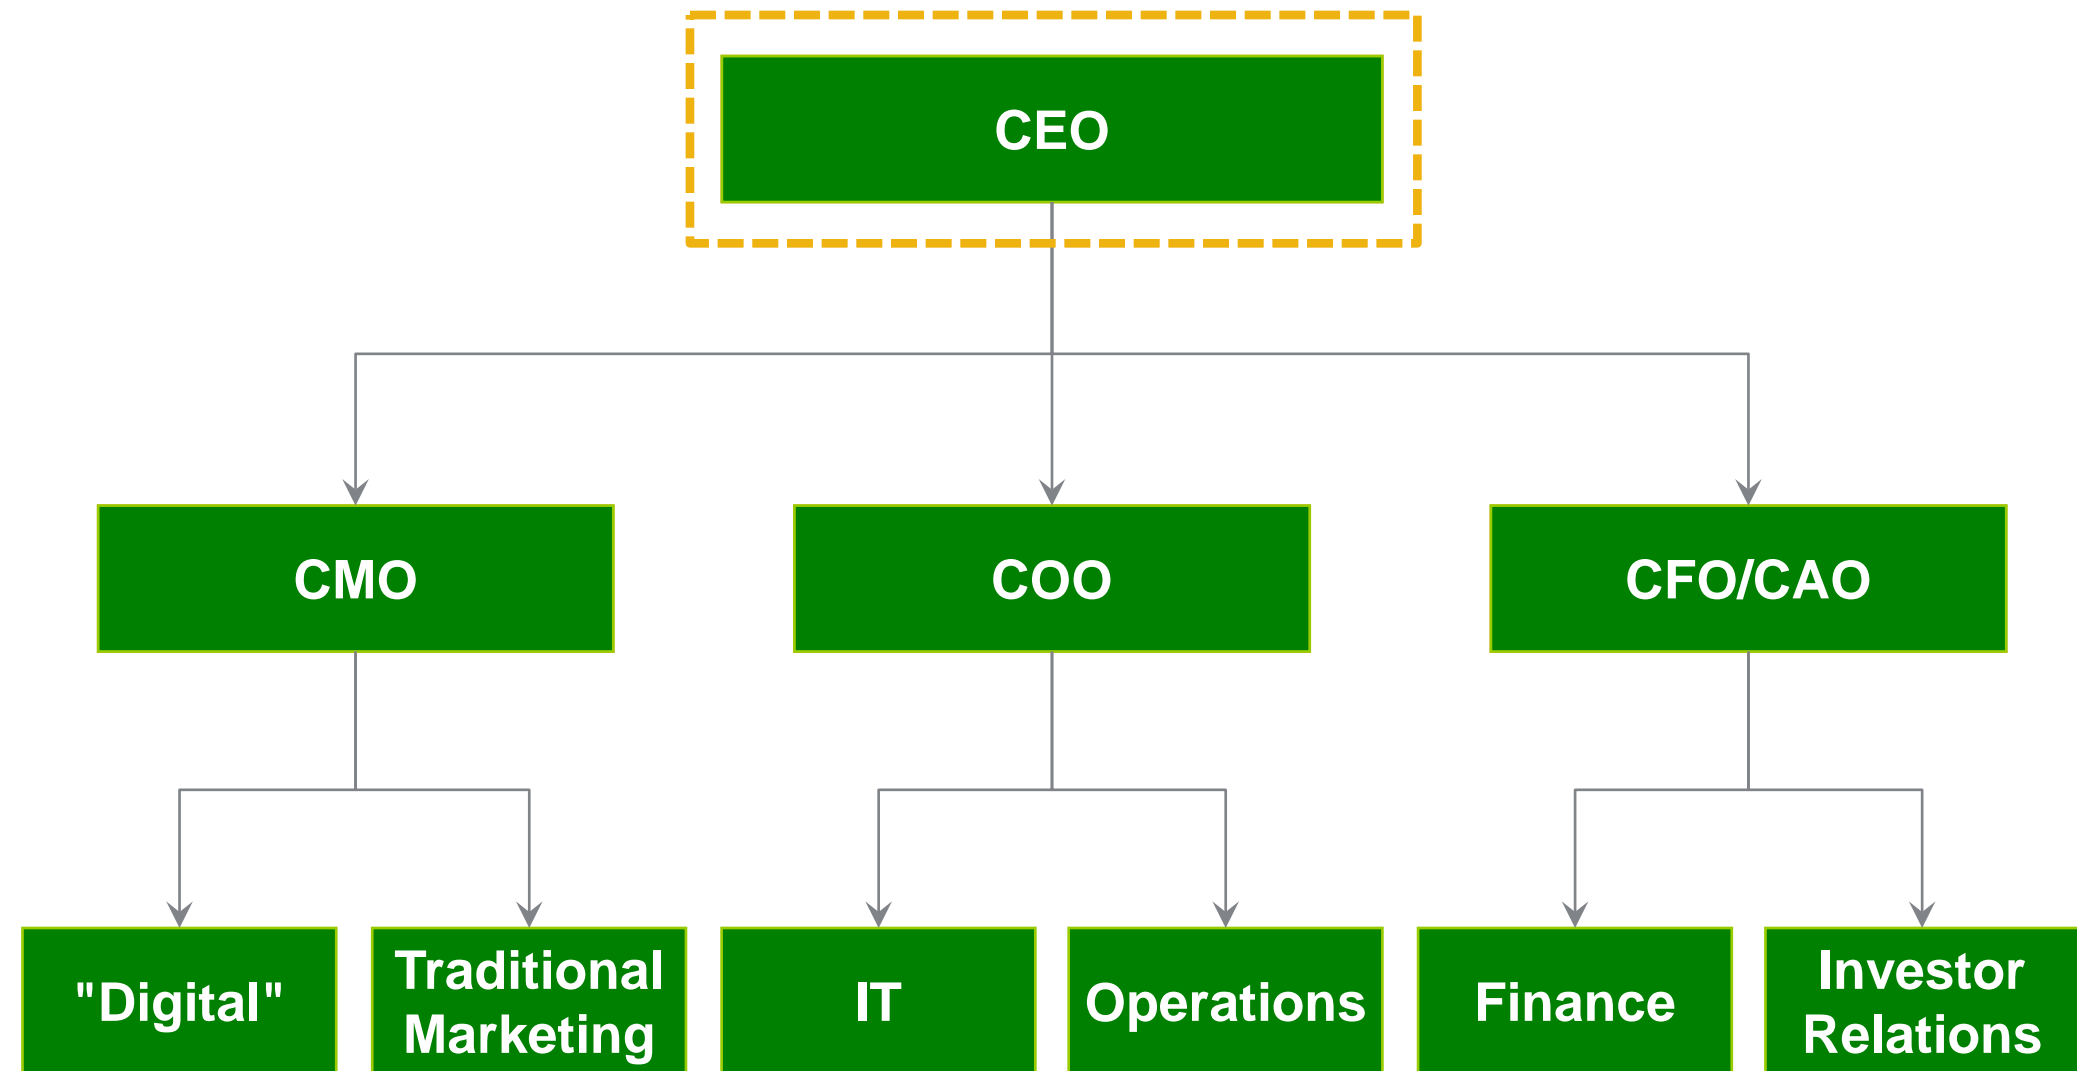 CEO
CMO
COO
CFO/CAO
"Digital"
Traditional
Marketing
IT
Operations
Finance
Investor
Relations